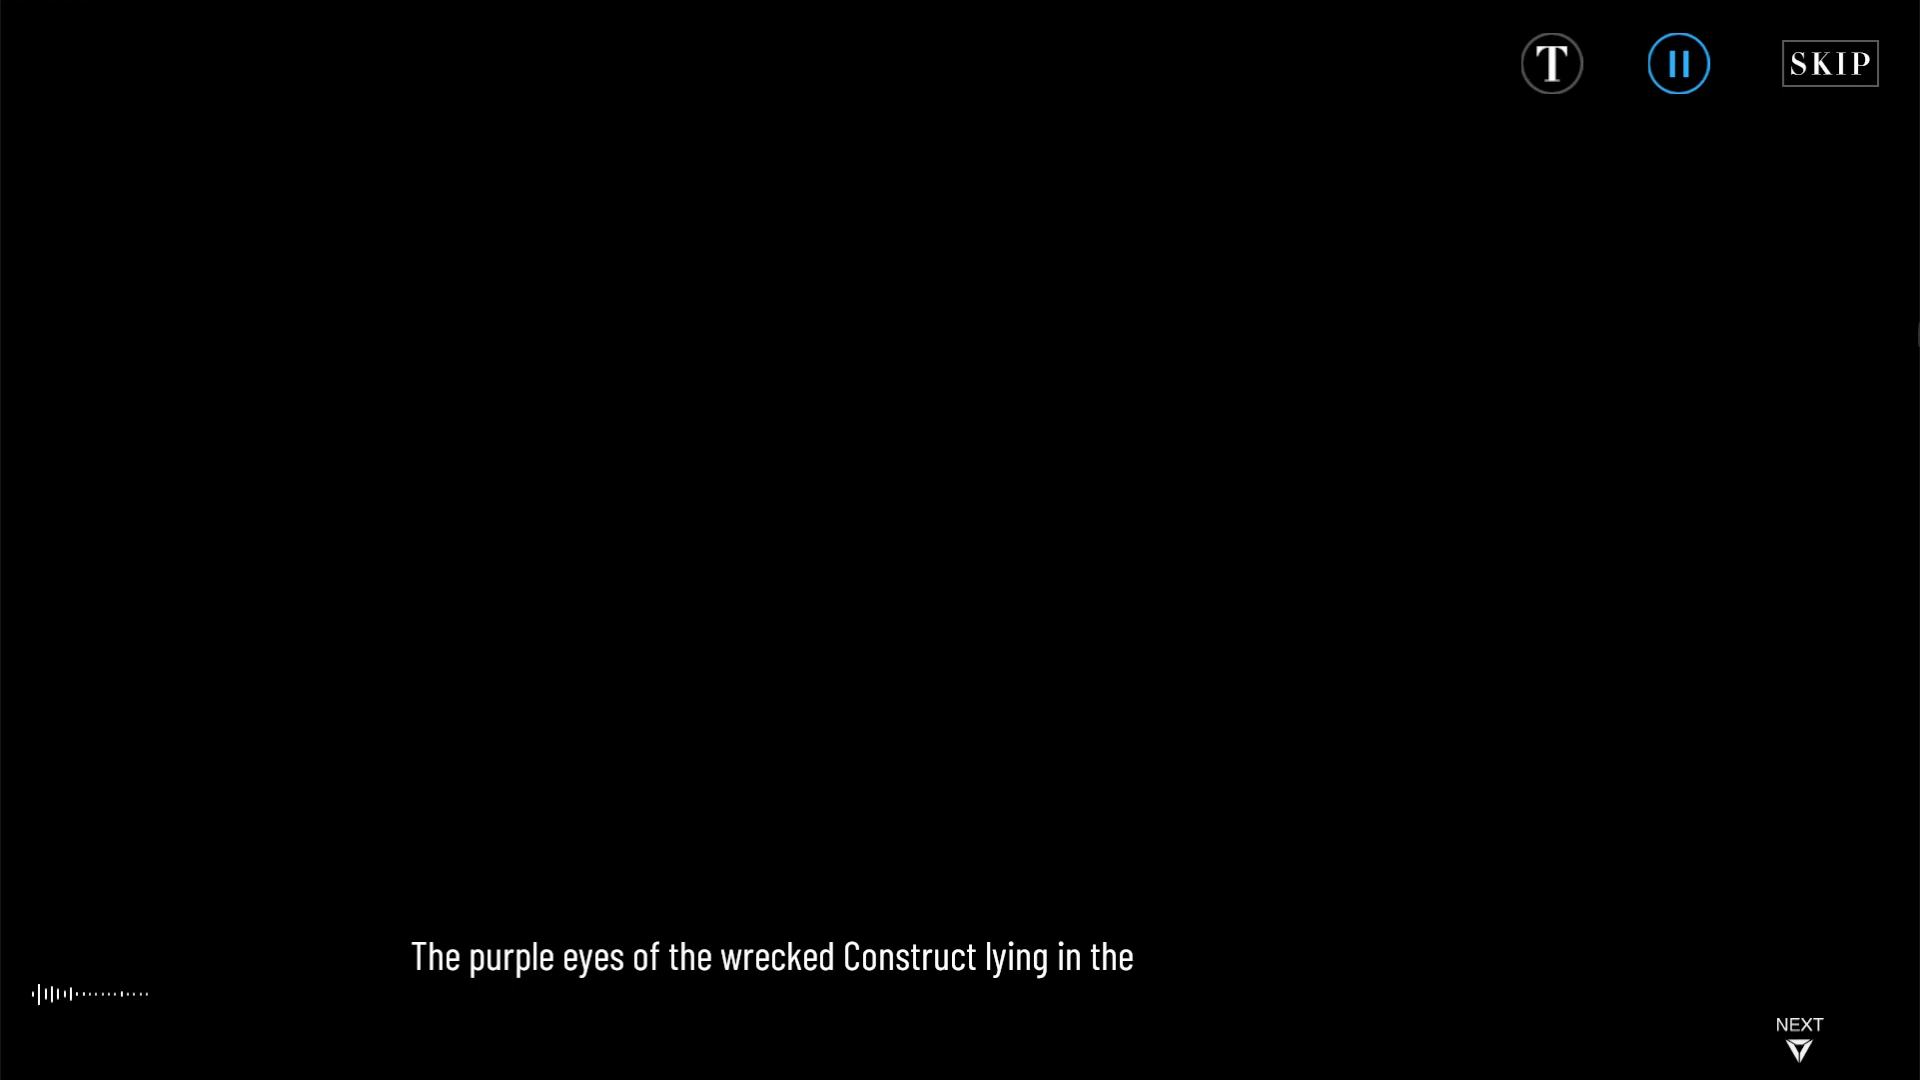 T
SKIP
The purple eyes of the wrecked Construct lying in the
NEXT